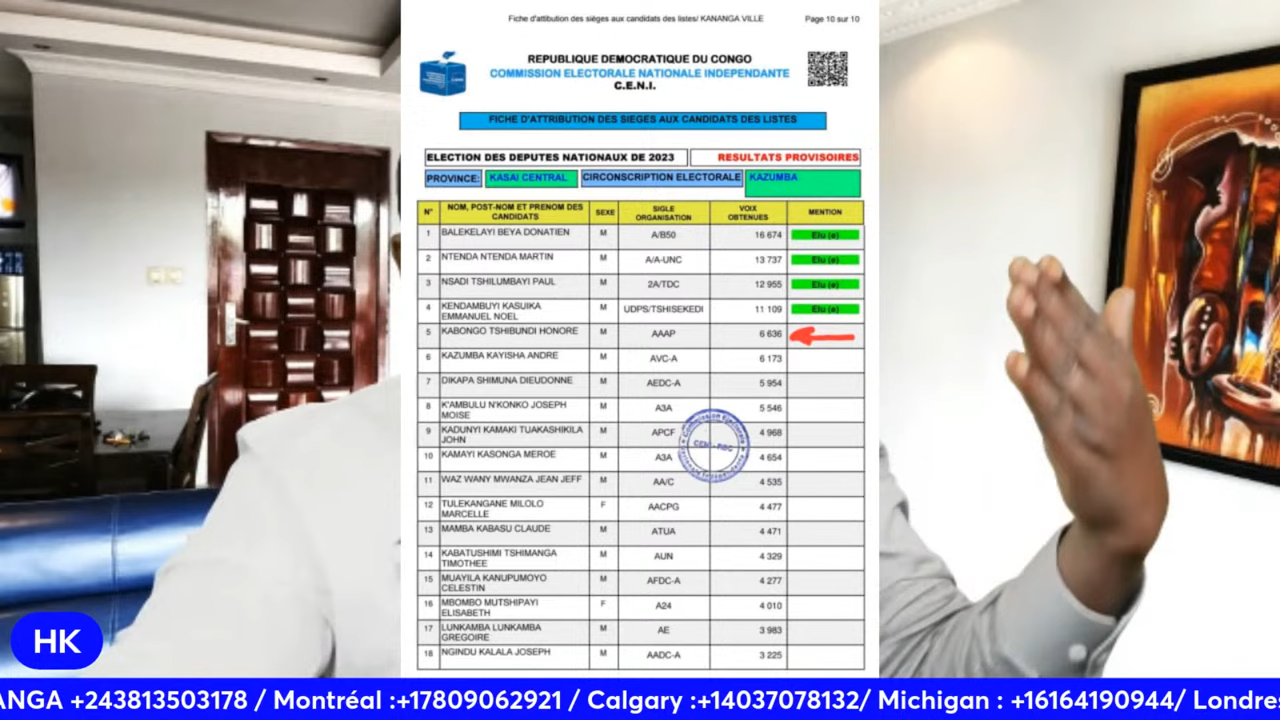 Fiche d'attibution des sièges aux candidats des listes/ KANANGA VILLE Page 10 sur 10
REPUBLIQUE DEMOCRATIQUE DU CONGO
COMMISSION ELECTORALE NATIONALE INDEPENDANTE
C.E.N.I.
FICHE D'ATTRIBUTION DES SIEGES AUX CANDIDATS DES LISTES
ELECTION DES DEPUTES NATIONAUX DE 2023 RESULTATS PROVISOIRES
PROVINCE: KASAI CENTRAL CIRCONSCRIPTION ELECTORALE KAZUMBA
N° NOM, POST-NOM ET PRENOM DES CANDIDATS SEXE SIGLE ORGANISATION VOIX OBTENUES MENTION
1 BALEKELAYI BEYA DONATIEN M A/B50 16 674 Elu (e)
2 NTENDA NTENDA MARTIN M A/A-UNC 13 737 Elu (e)
3 NSADI TSHILUMBAYI PAUL M 2A/TDC 12 955 Elu (e)
4 KENDAMBUYI KASUIKA EMMANUEL NOEL M UDPS/TSHISEKEDI 11 109 Elu (e)
5 KABONGO TSHIBUNDI HONORE M AAAP 6 636
6 KAZUMBA KAYISHA ANDRE M AVC-A 6 173
7 DIKAPA SHIMUNA DIEUDONNE M AEDC-A 5 954
8 K'AMBULU N'KONKO JOSEPH MOISE M A3A 5 546
9 KADUNYI KAMAKI TUAKASHIKILA JOHN M APCF 4 968
10 KAMAYI KASONGA MEROE M A3A 4 654
11 WAZ WANY MWANZA JEAN JEFF M AA/C 4 535
12 TULEKANGANE MILOLO MARCELLE F AACPG 4 477
13 MAMBA KABASU CLAUDE M ATUA 4 471
14 KABATUSHIMI TSHIMANGA TIMOTHEE M AUN 4 329
15 MUAYILA KANUPUMOYO CELESTIN M AFDC-A 4 277
16 MBOMBO MUTSHIPAYI ELISABETH F A24 4 010
17 LUNKAMBA LUNKAMBA GREGOIRE M AE 3 983
18 NGINDU KALALA JOSEPH M AADC-A 3 225
HK
ANGA +243813503178 / Montréal :+17809062921 / Calgary :+14037078132/ Michigan : +16164190944/ Londres